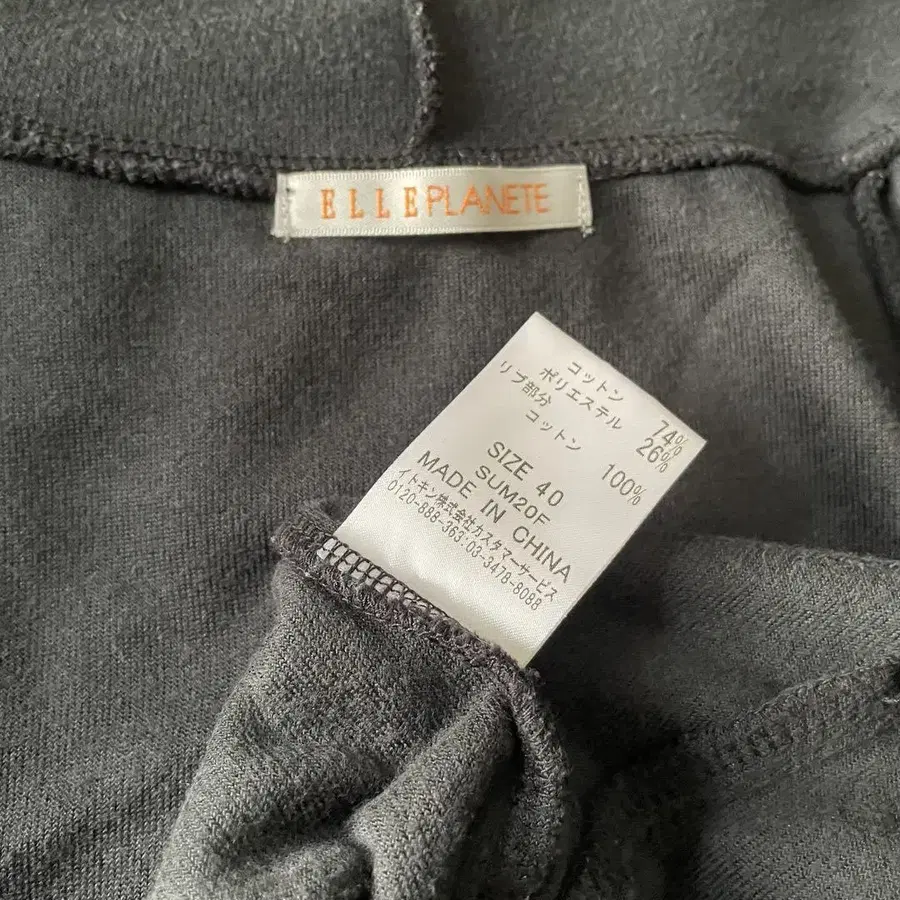 ELLEPLANETE
コットン 74%
ポリエステル 26%
リブ部分
コットン 100%
SIZE 40
SUM20F
MADE IN CHINA
イトキン株式会社カスタマーサービス
0120-888-363:03-3478-8088